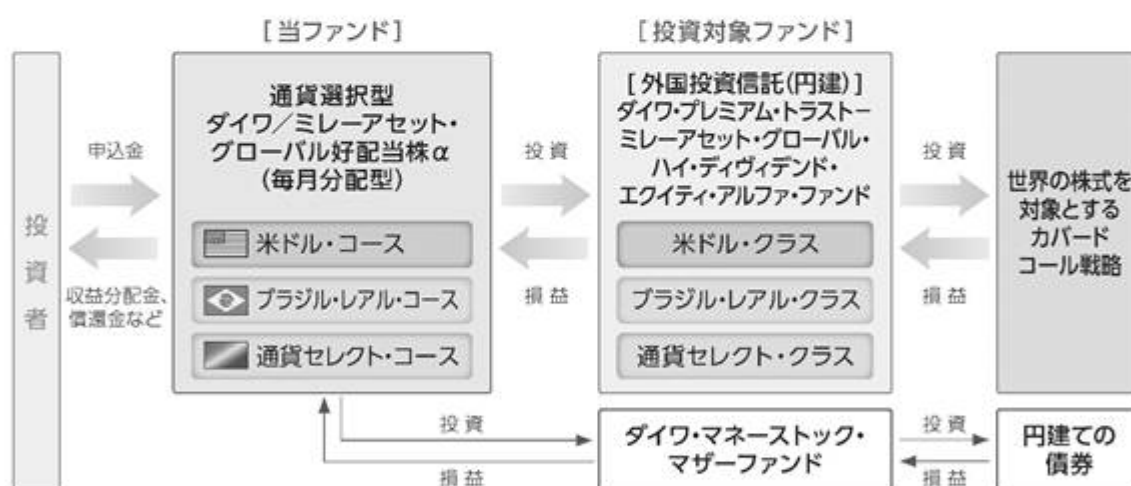 [当ファンド]
[投資対象ファンド]
投資者
申込金
収益分配金、
償還金など
通貨選択型
ダイワ／ミレーアセット・
グローバル好配当株α
(毎月分配型)
米ドル・コース
ブラジル・レアル・コース
通貨セレクト・コース
投資
損益
[外国投資信託(円建)]
ダイワ・プレミアム・トラスト－
ミレーアセット・グローバル・
ハイ・ディヴィデンド・
エクイティ・アルファ・ファンド
米ドル・クラス
ブラジル・レアル・クラス
通貨セレクト・クラス
投資
損益
世界の株式を
対象とする
カバード
コール戦略
投資
損益
ダイワ・マネーストック・
マザーファンド
投資
損益
円建ての
債券